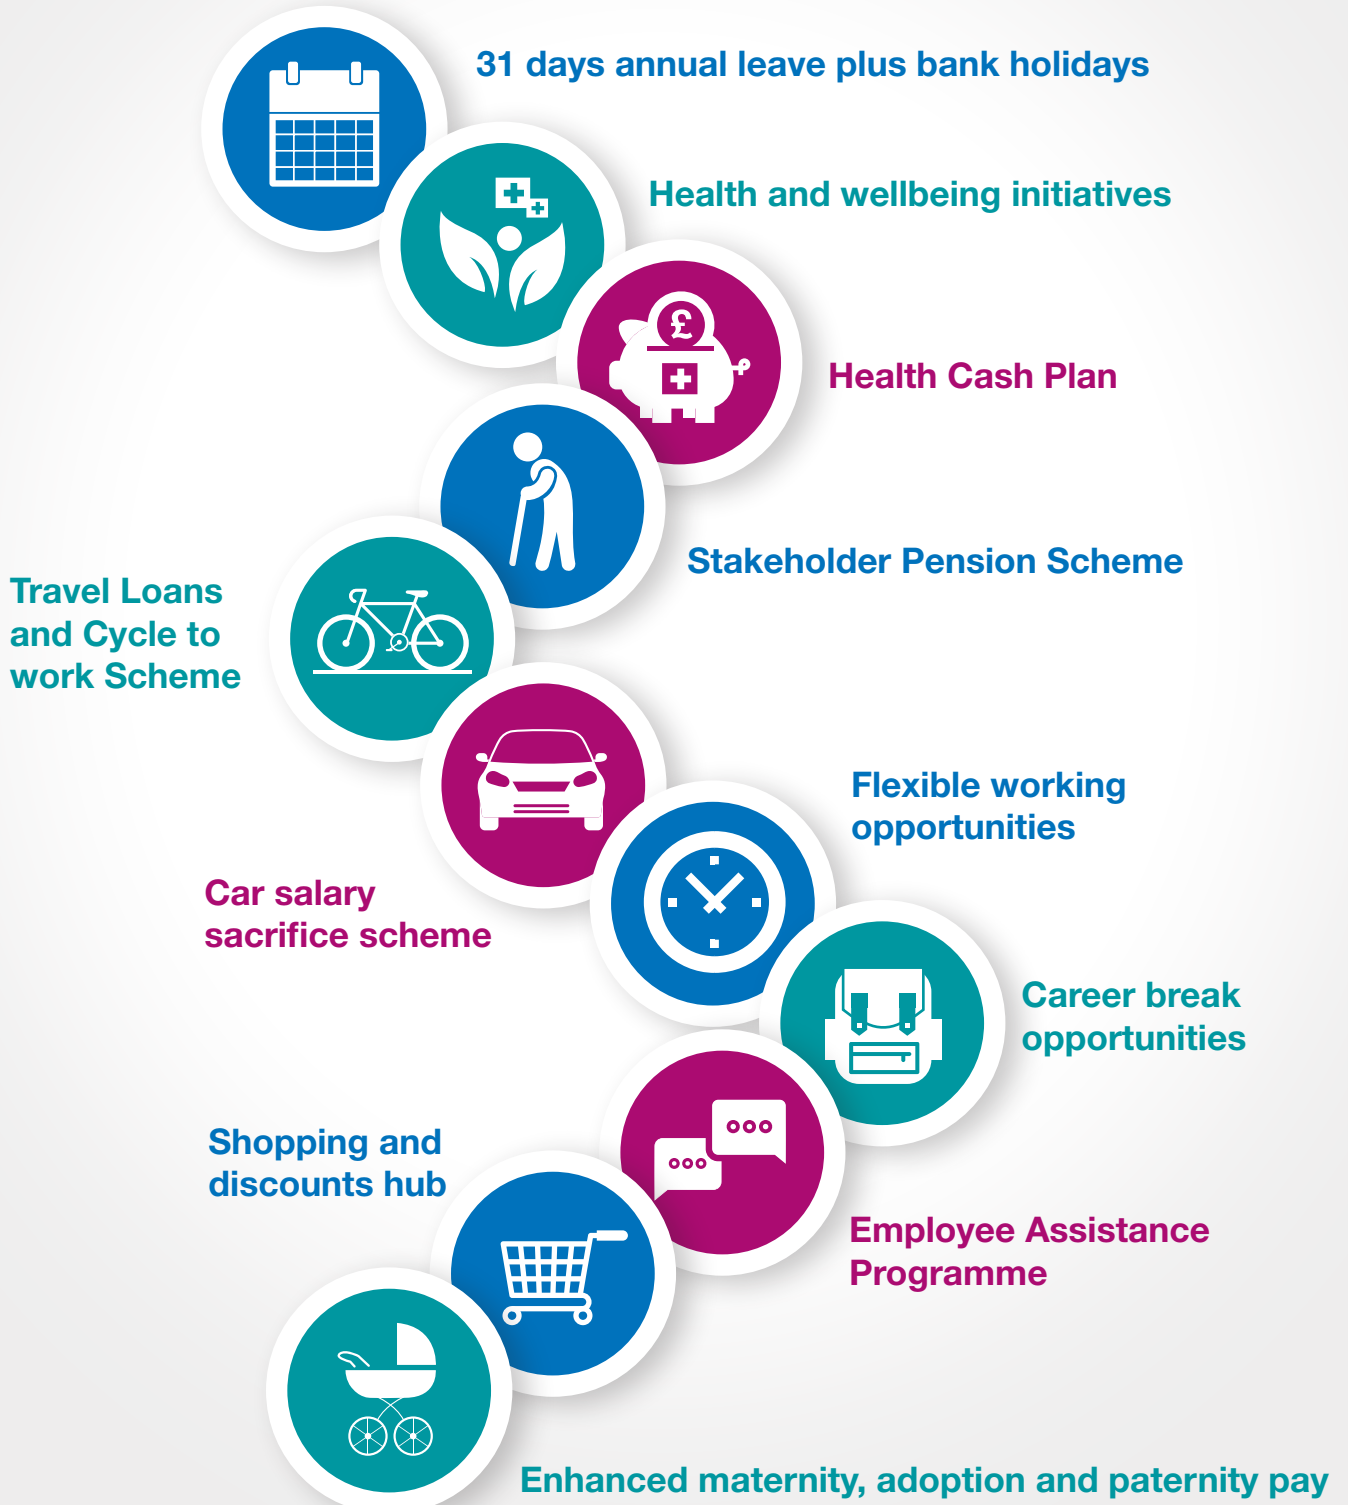 31 days annual leave plus bank holidays
Health and wellbeing initiatives
£
Health Cash Plan
Stakeholder Pension Scheme
Travel Loans
and Cycle to
work Scheme
Flexible working
opportunities
Car salary
sacrifice scheme
Career break
opportunities
Shopping and
discounts hub
Employee Assistance
Programme
Enhanced maternity, adoption and paternity pay